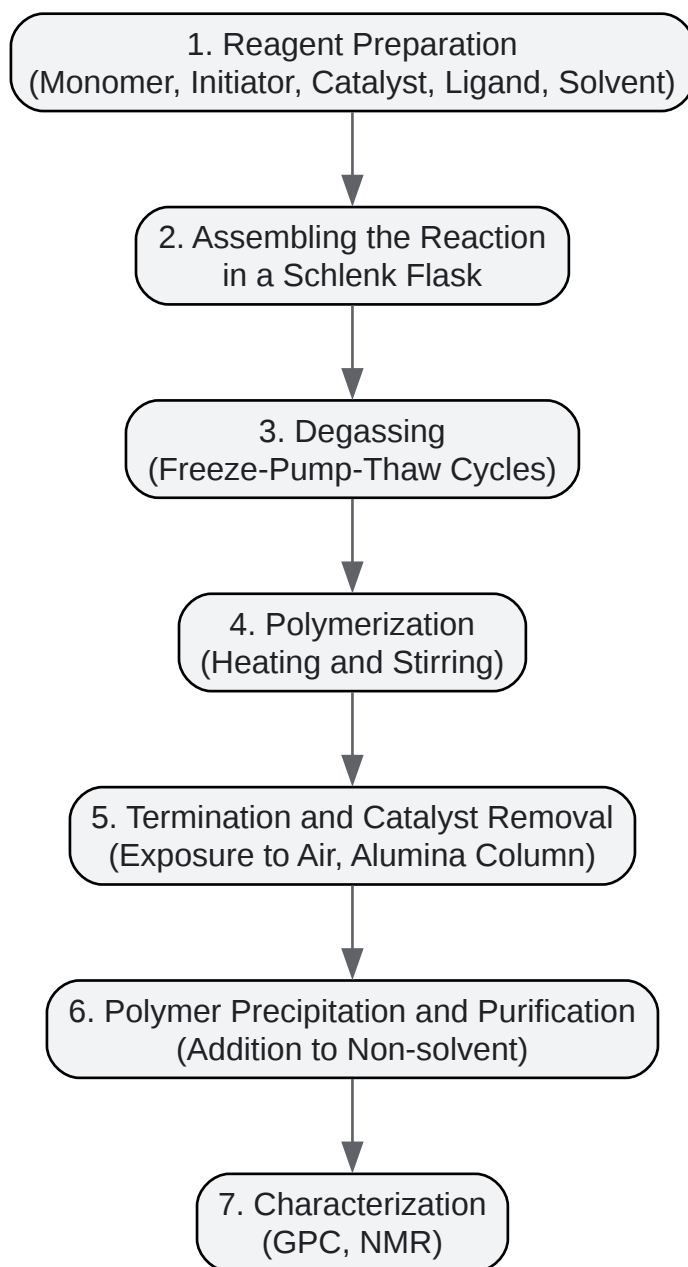 1. Reagent Preparation
(Monomer, Initiator, Catalyst, Ligand, Solvent)
2. Assembling the Reaction
in a Schlenk Flask
3. Degassing
(Freeze-Pump-Thaw Cycles)
4. Polymerization
(Heating and Stirring)
5. Termination and Catalyst Removal
(Exposure to Air, Alumina Column)
6. Polymer Precipitation and Purification
(Addition to Non-solvent)
7. Characterization
(GPC, NMR)